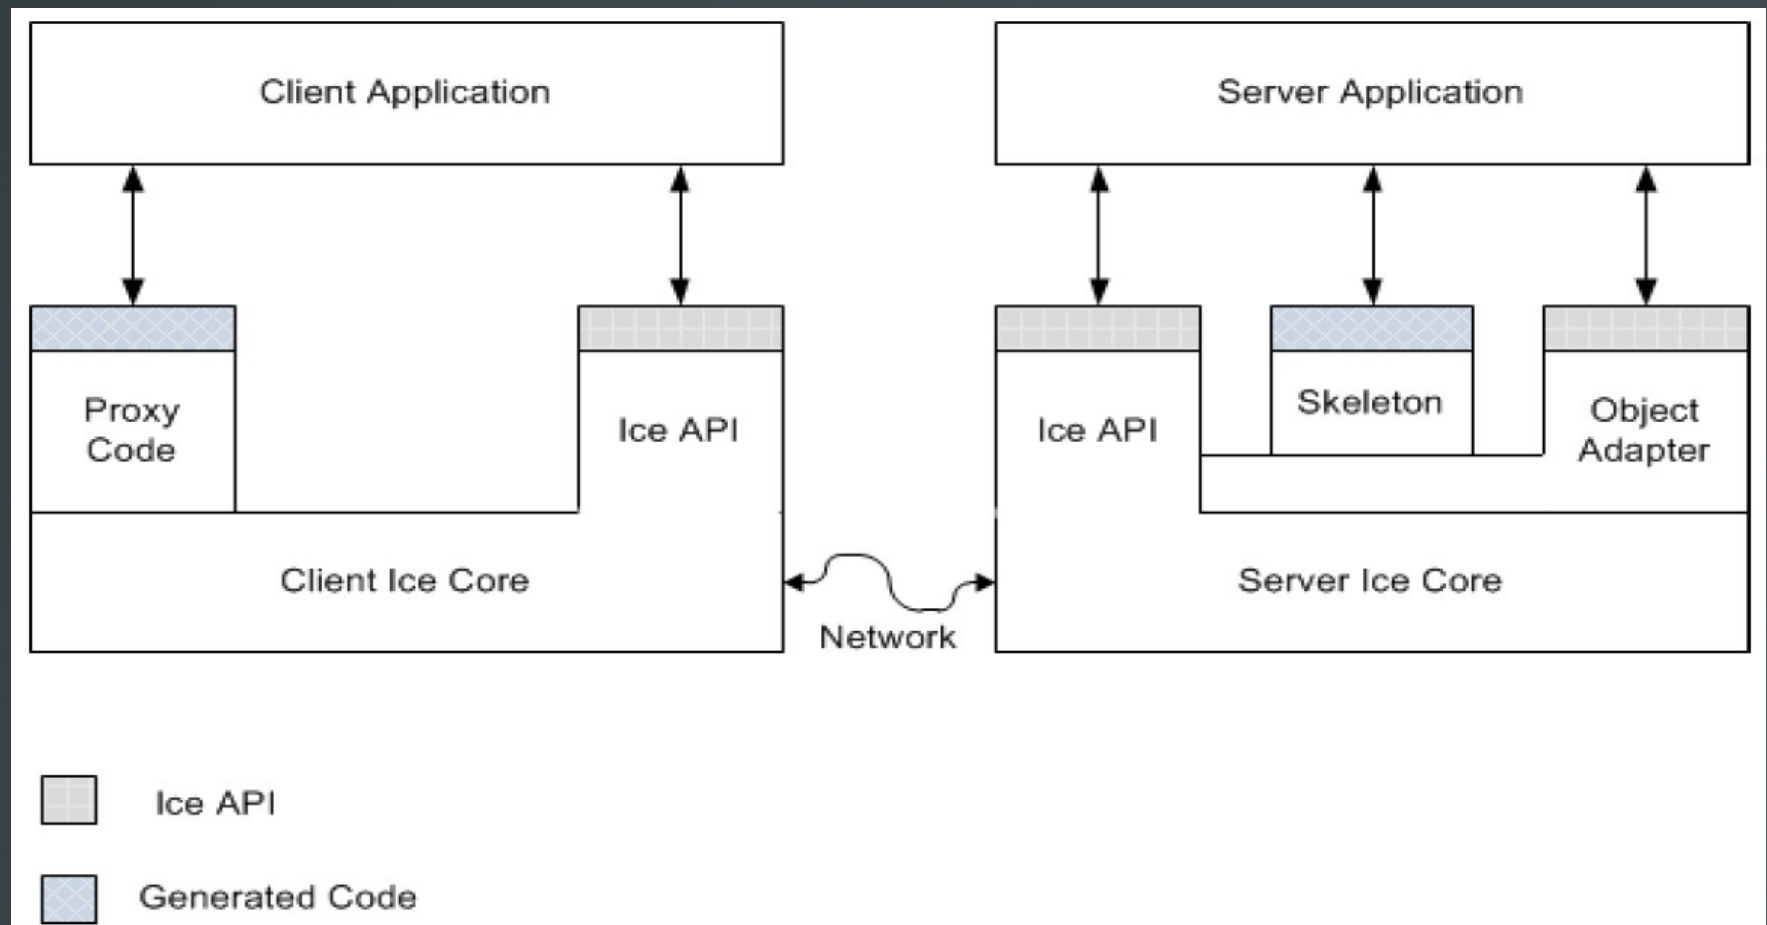 Client Application
Server Application
Proxy
Code
Ice API
Ice API
Skeleton
Object
Adapter
Client Ice Core
Server Ice Core
Network
Ice API
Generated Code